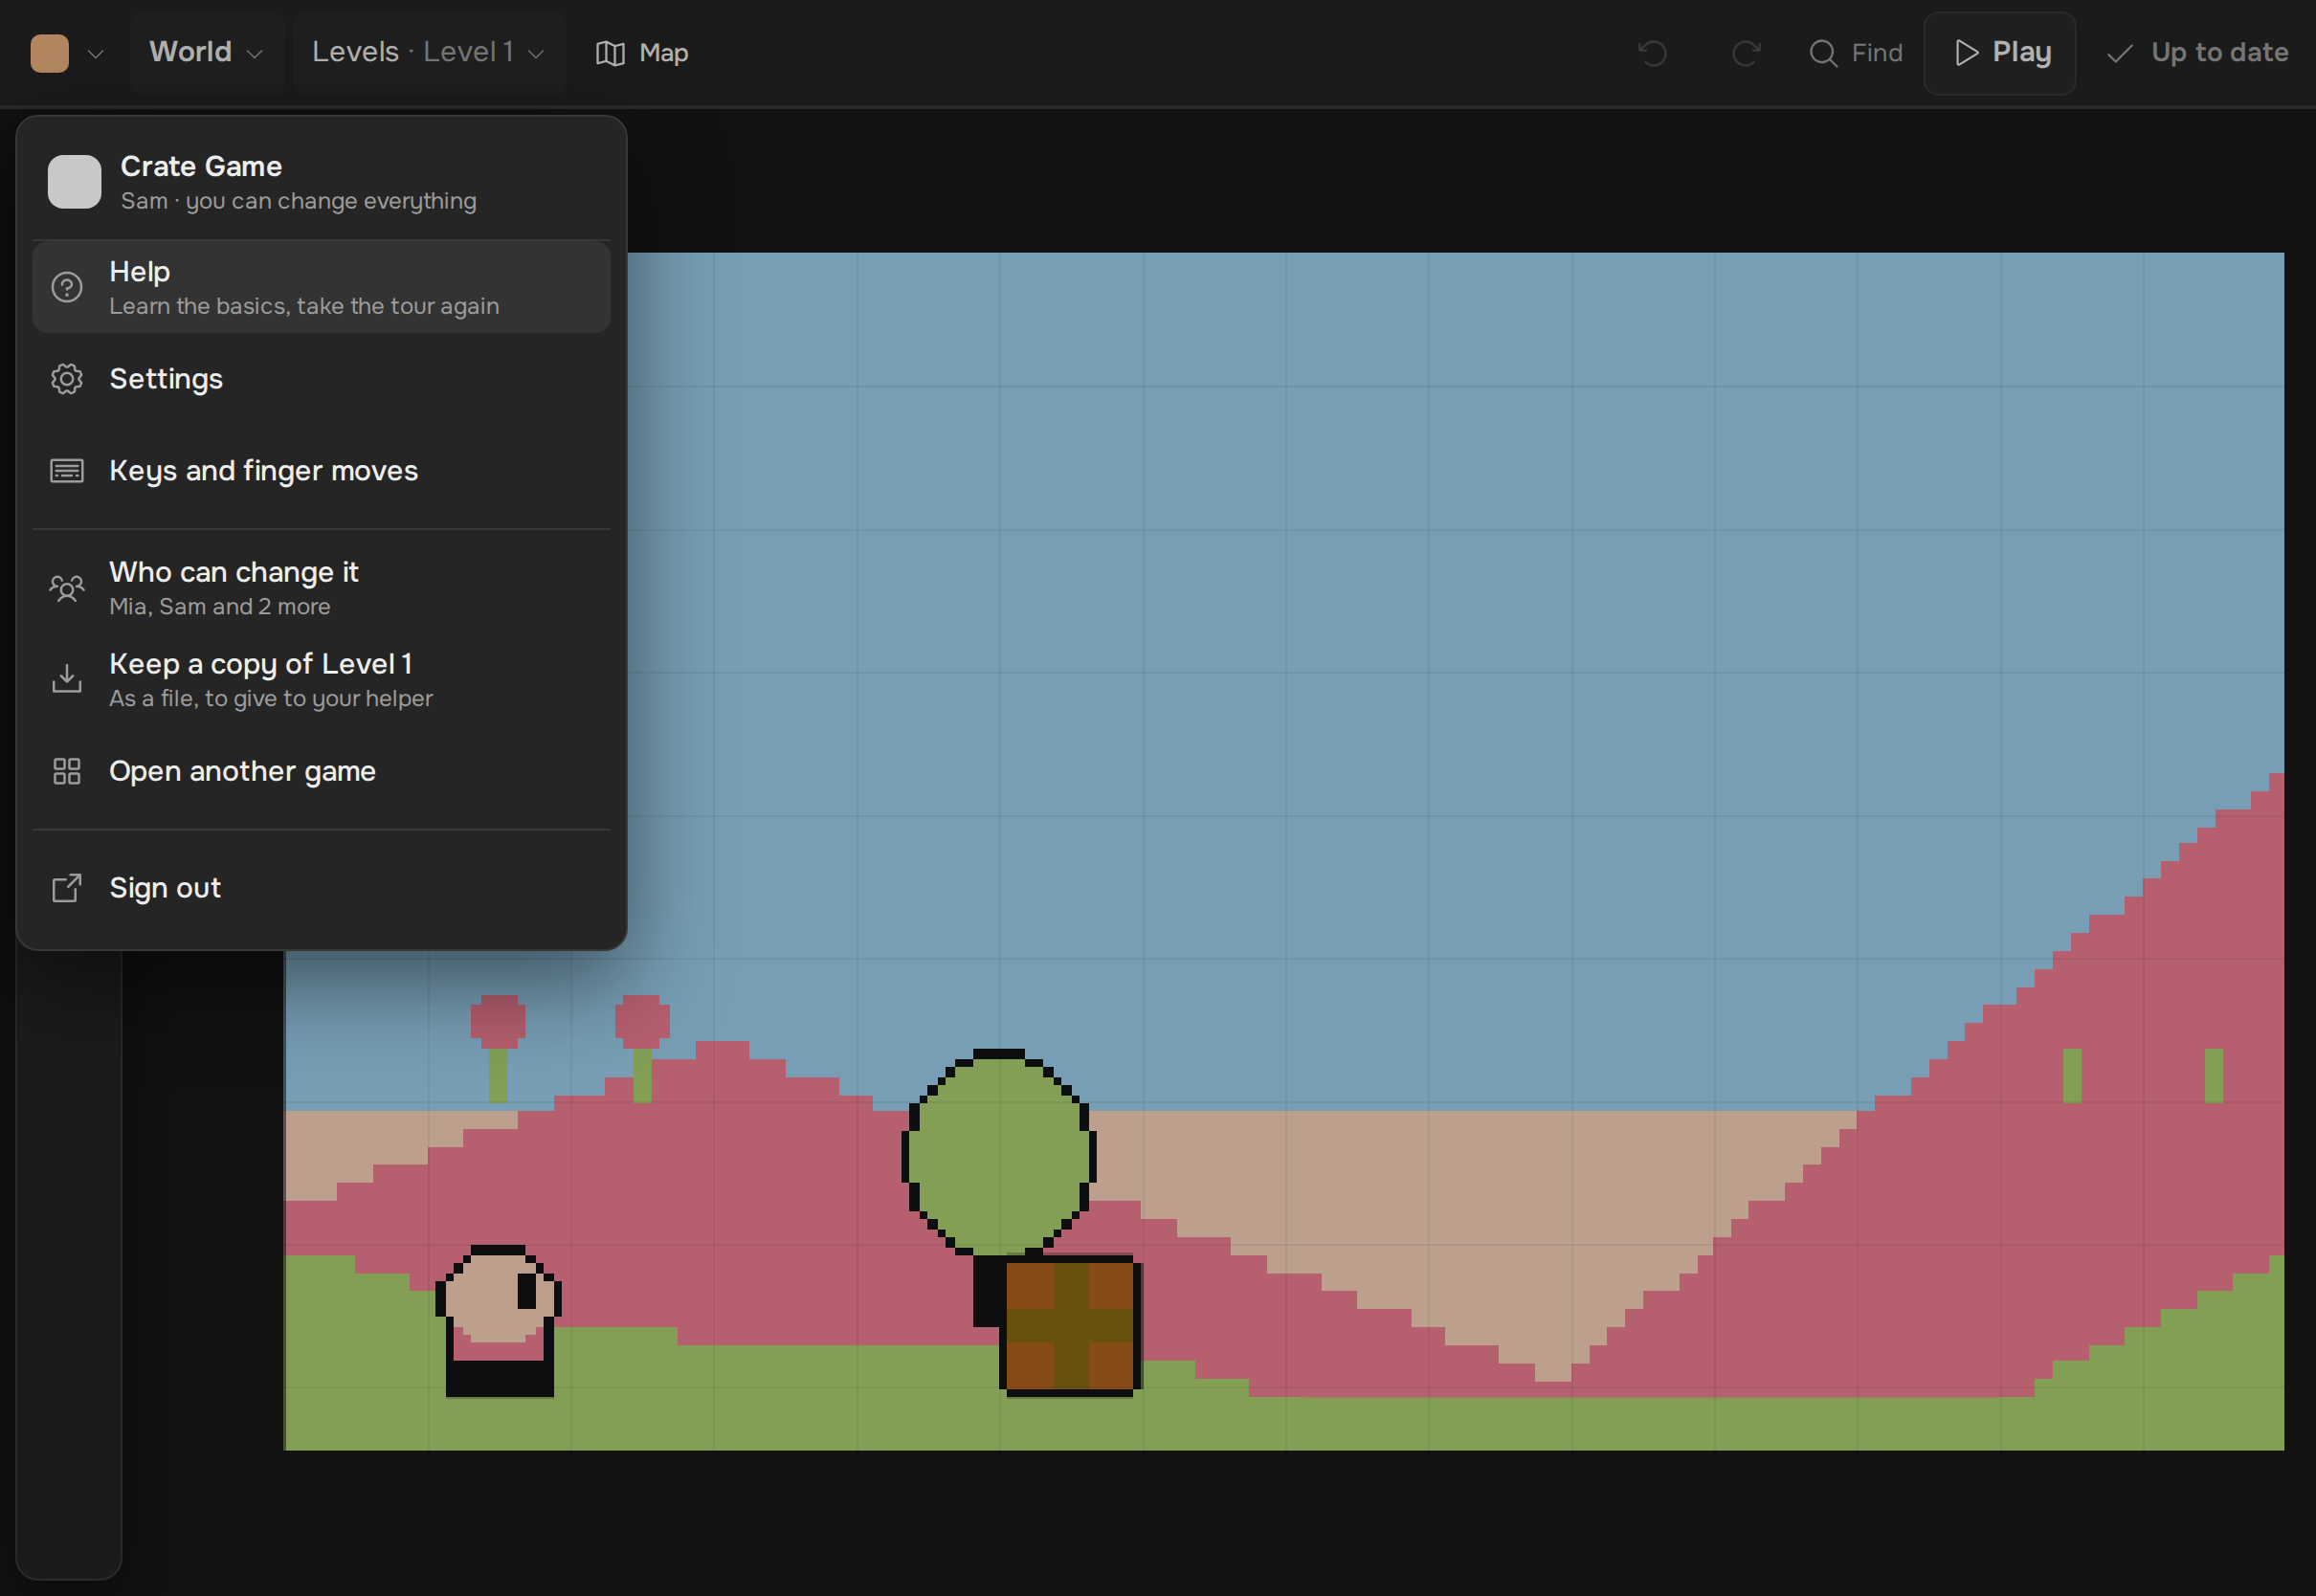 World
Levels · Level 1
Map
Find
Play
Up to date
Crate Game
Sam · you can change everything
Help
Learn the basics, take the tour again
Settings
Keys and finger moves
Who can change it
Mia, Sam and 2 more
Keep a copy of Level 1
As a file, to give to your helper
Open another game
Sign out